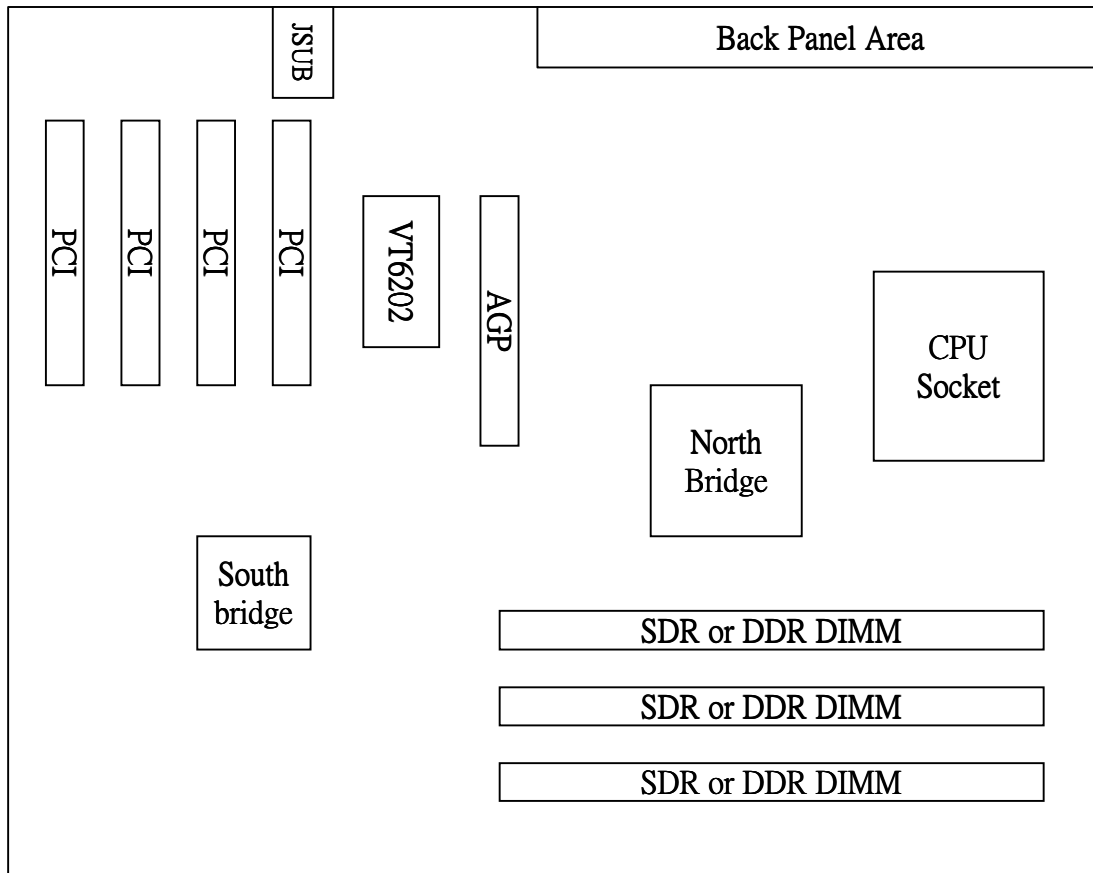 JSUB
Back Panel Area
PCI
PCI
PCI
PCI
VT6202
AGP
CPU
Socket
North
Bridge
South
bridge
SDR or DDR DIMM
SDR or DDR DIMM
SDR or DDR DIMM